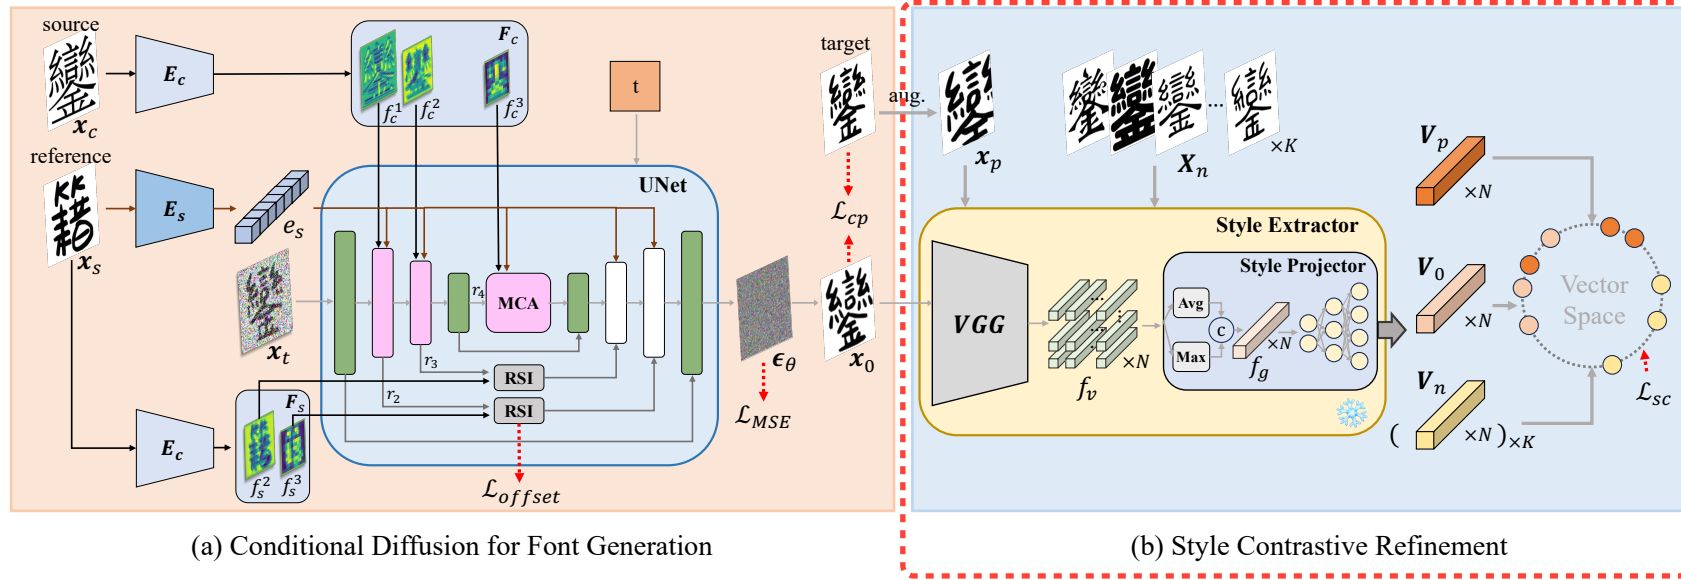 source
鑾
x_c
E_c
F_c
f_c^1
f_c^2
f_c^3
t
target
鑾
aug.
x_p
X_n
×K
reference
x_s
E_s
e_s
UNet
x_t
r_4
MCA
r_3
RSI
r_2
RSI
ϵ_θ
ℒ_MSE
ℒ_cp
鑾
x_0
E_c
F_s
f_s^2
f_s^3
ℒ_offset
(a) Conditional Diffusion for Font Generation
Style Extractor
VGG
f_v
×N
Style Projector
Avg
Max
C
f_g
×N
V_p
×N
V_0
×N
V_n
( ×N )×K
Vector
Space
ℒ_sc
(b) Style Contrastive Refinement